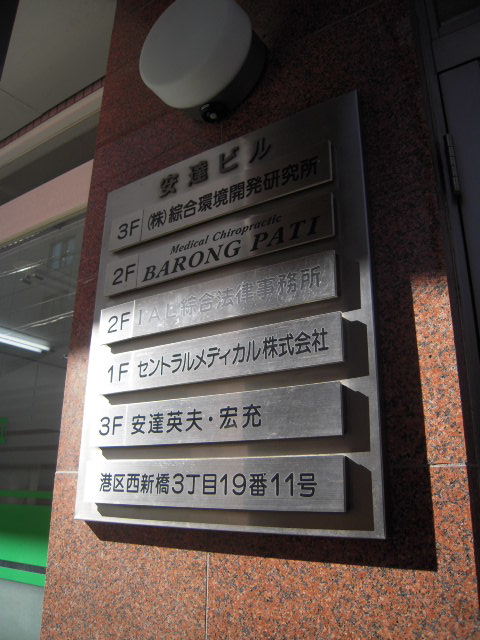 安達ビル
3F (株)綜合環境開発研究所
Medical Chiropractic
2F BARONG PATI
2F IAE綜合法律事務所
1F セントラルメディカル株式会社
3F 安達英夫・宏充
港区西新橋3丁目19番11号